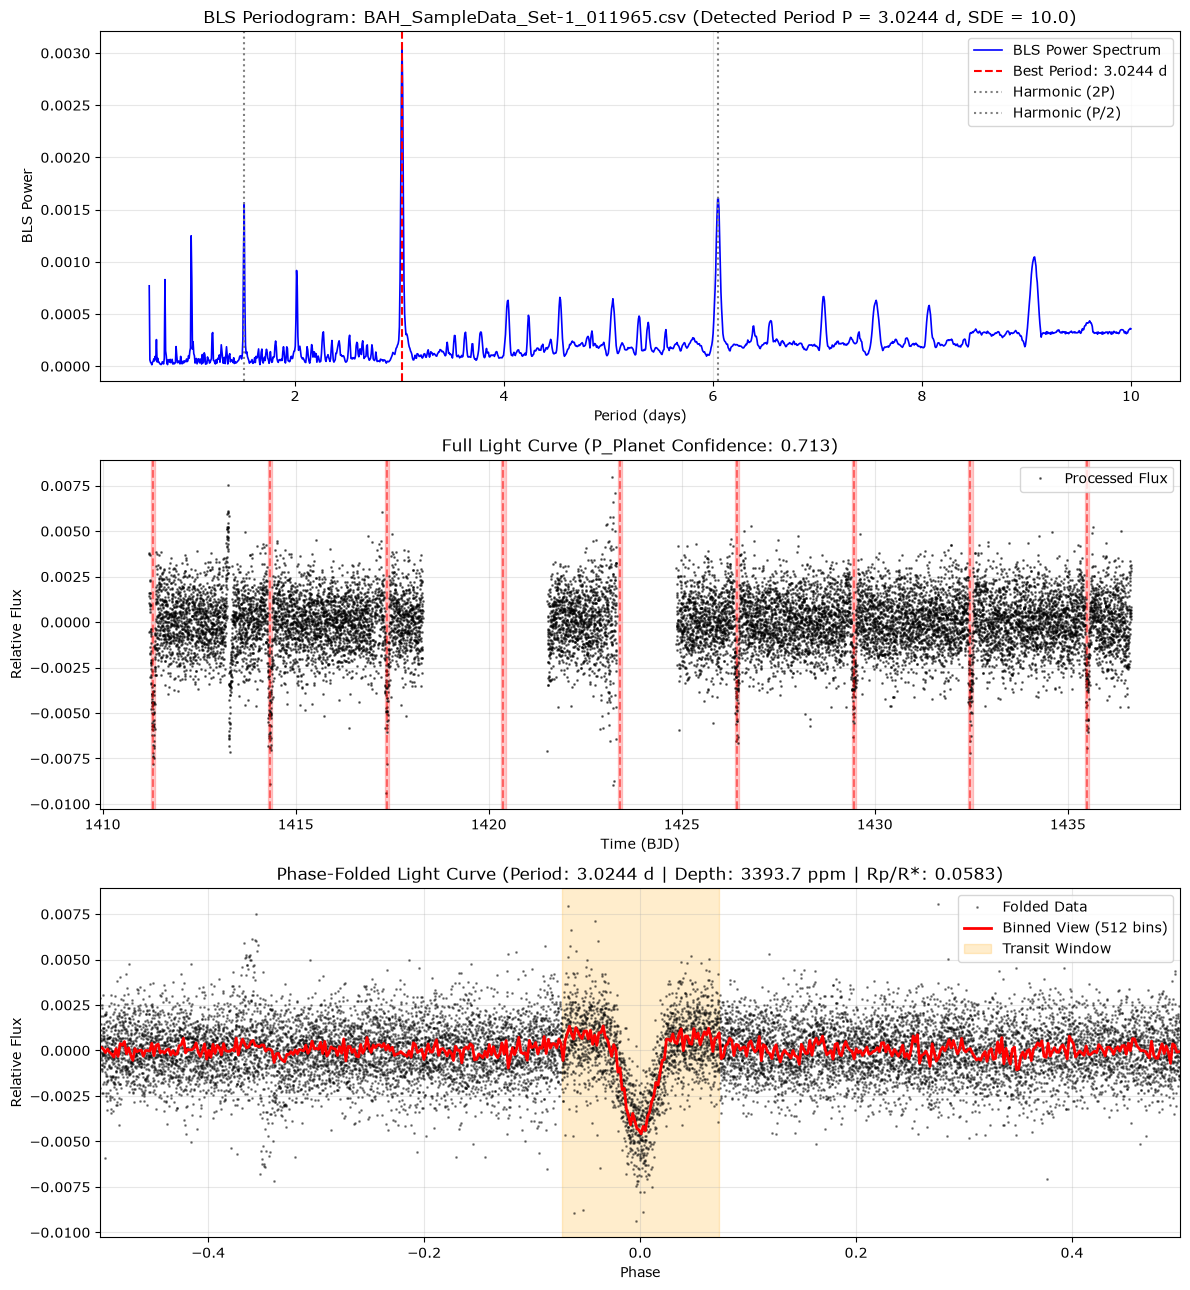 BLS Periodogram: BAH_SampleData_Set-1_011965.csv (Detected Period P = 3.0244 d, SDE = 10.0)
BLS Power Spectrum
Best Period: 3.0244 d
Harmonic (2P)
Harmonic (P/2)
BLS Power
0.0030
0.0025
0.0020
0.0015
0.0010
0.0005
0.0000
2 4 6 8 10
Period (days)
Full Light Curve (P_Planet Confidence: 0.713)
Processed Flux
Relative Flux
0.0075
0.0050
0.0025
0.0000
−0.0025
−0.0050
−0.0075
−0.0100
1410 1415 1420 1425 1430 1435
Time (BJD)
Phase-Folded Light Curve (Period: 3.0244 d | Depth: 3393.7 ppm | Rp/R*: 0.0583)
Folded Data
Binned View (512 bins)
Transit Window
Relative Flux
0.0075
0.0050
0.0025
0.0000
−0.0025
−0.0050
−0.0075
−0.0100
−0.4 −0.2 0.0 0.2 0.4
Phase